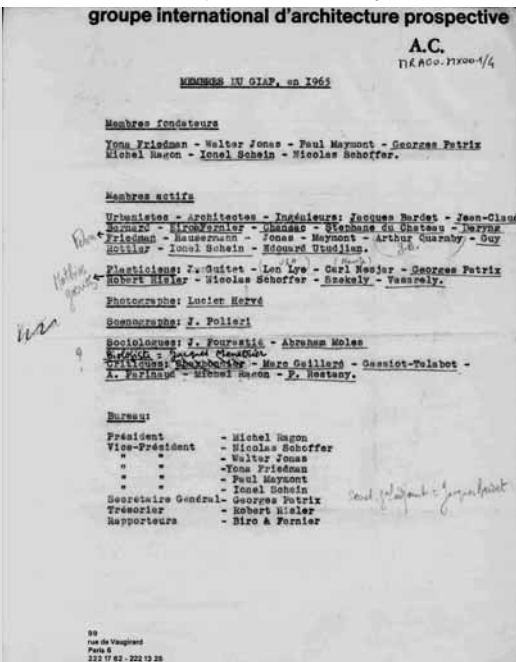 groupe international d'architecture prospective
A.C.
MEMBRES DU GIAP, en 1965
Membres fondateurs
Yona Friedman - Walter Jonas - Paul Maymont - Georges Patrix
Michel Ragon - Ionel Schein - Nicolas Schoffer.
Membres actifs
Urbanistes - Architectes - Ingénieurs: Jacques Bardet - Jean-Claude
Bernard - BiroetFernier - Chanéac - Stephane du Chateau - Deryng
Friedman - Hausermann - Jonas - Maymont - Arthur Quarmby - Guy
Rottier - Ionel Schein - Edouard Utudjian.
Plasticiens: J. Guitet - Len Lye - Carl Nesjar - Georges Patrix
Robert Hisler - Nicolas Schoffer - Szekely - Vasarely.
Photographe: Lucien Hervé
Scenographe: J. Polieri
Sociologues: J. Fourastié - Abraham Moles
Biologiste = Jacques Ménétrier
Critiques: - Marc Gaillard - Gassiot-Talabot -
A. Parinaud - Michel Ragon - P. Restany.
Bureau:
Président - Michel Ragon
Vice-Président - Nicolas Schoffer
" " - Walter Jonas
" " -Yona Friedman
" " - Paul Maymont
" " - Ionel Schein
Secrétaire Général- Georges Patrix
Trésorier - Robert Hisler
Rapporteurs - Biro & Fernier
99
rue de Vaugirard
Paris 6
222 17 62 - 222 13 26